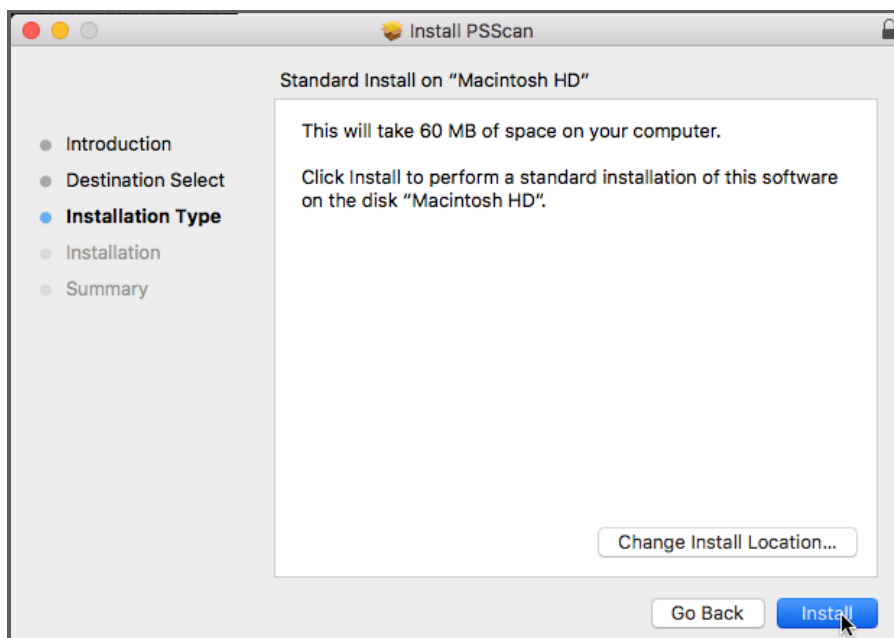 Install PSScan
Standard Install on “Macintosh HD”
Introduction
Destination Select
Installation Type
Installation
Summary
This will take 60 MB of space on your computer.
Click Install to perform a standard installation of this software
on the disk “Macintosh HD”.
Change Install Location...
Go Back
Install